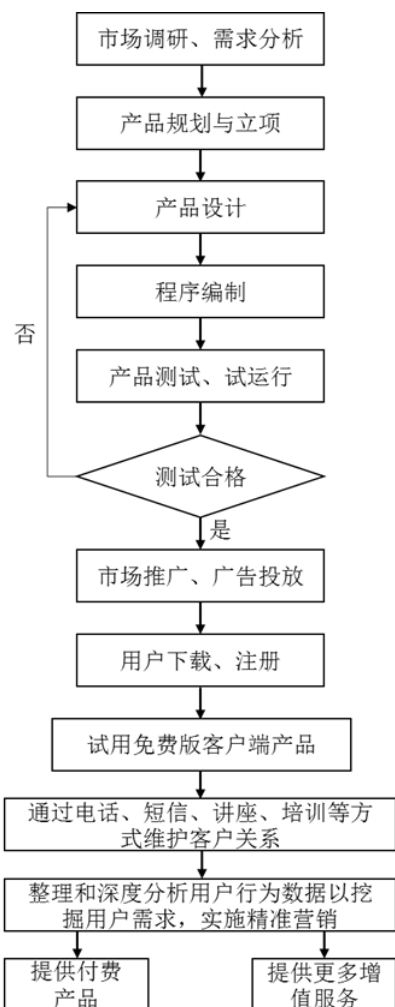 市场调研、需求分析
产品规划与立项
产品设计
程序编制
否
产品测试、试运行
测试合格
是
市场推广、广告投放
用户下载、注册
试用免费版客户端产品
通过电话、短信、讲座、培训等方
式维护客户关系
整理和深度分析用户行为数据以挖
掘用户需求，实施精准营销
提供付费
产品
提供更多增
值服务